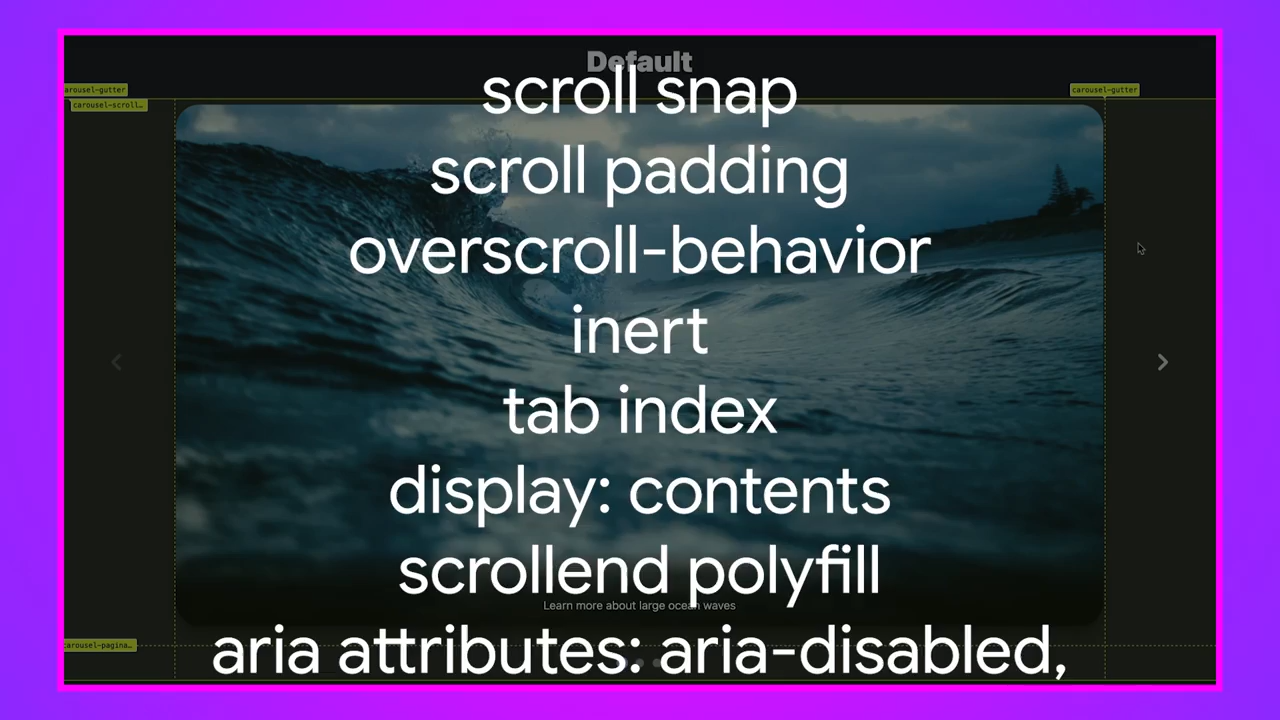 Default
scroll snap
arousel-gutter
carousel-gutter
carousel-scroll…
scroll padding
overscroll-behavior
inert
tab index
display: contents
scrollend polyfill
Learn more about large ocean waves
carousel-pagina…
aria attributes: aria-disabled,